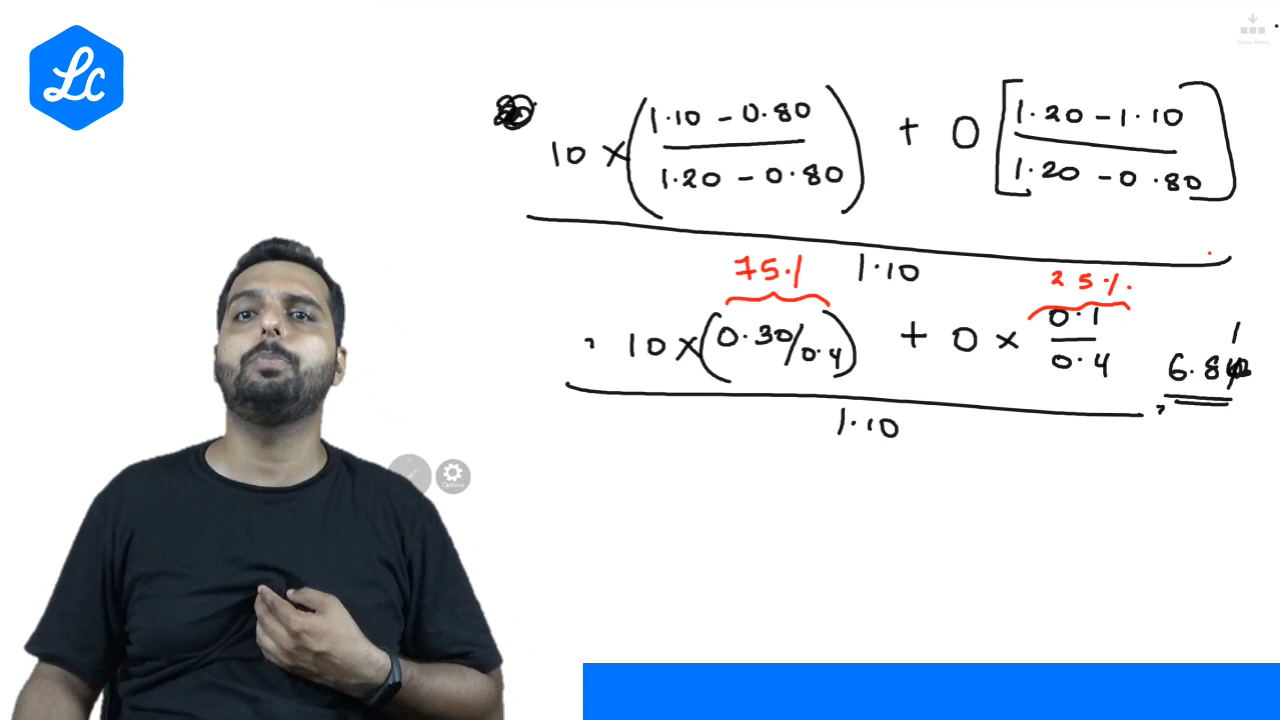 Lc
10 × (1.10 - 0.80 / 1.20 - 0.80) + 0 [1.20 - 1.10 / 1.20 - 0.80]
1.10
75% 25%.
= 10 × (0.30/0.4) + 0 × 0.1 / 0.4
1.10
= 6.81
Options